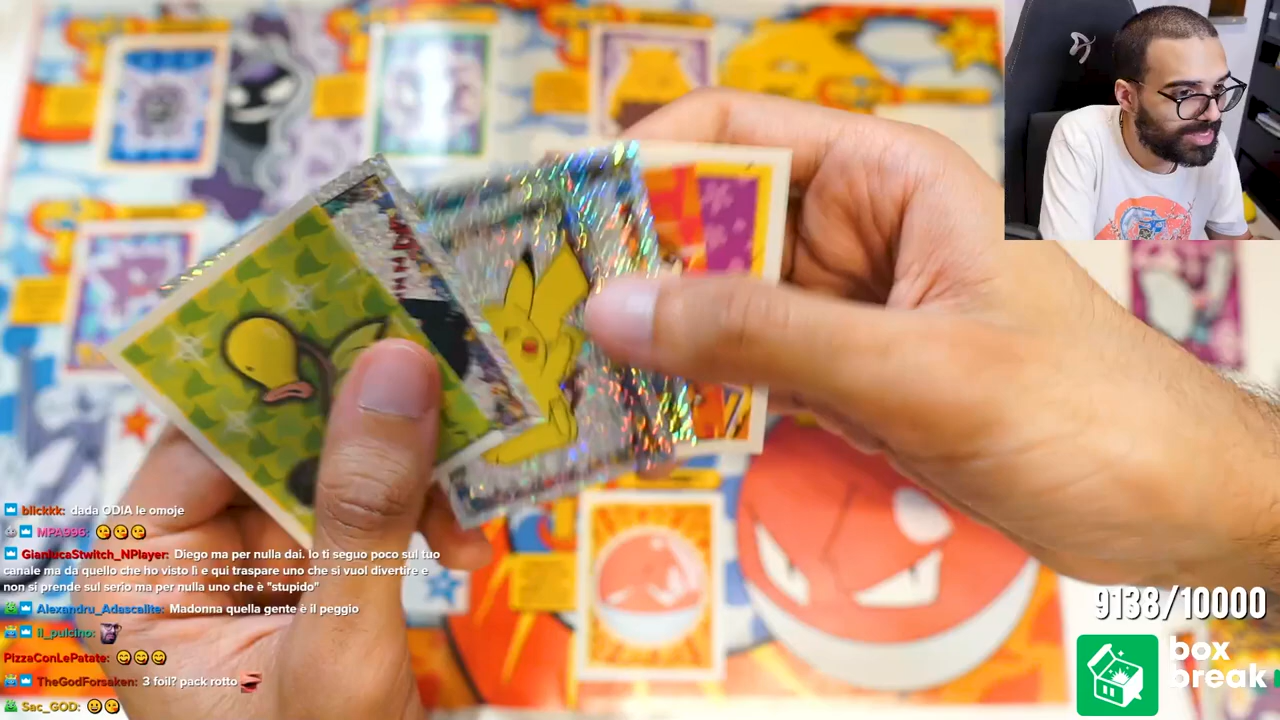 blickkk: dada ODIA le omoje
MPA996:
GianlucaStwitch_NPlayer: Diego ma per nulla dai. Io ti seguo poco sul tuo
canale ma da quello che ho visto lì e qui traspare uno che si vuol divertire e
non si prende sul serio ma per nulla uno che è "stupido"
Alexandru_Adascalite: Madonna quella gente è il peggio
il_pulcino:
PizzaConLePatate:
TheGodForsaken: 3 foil? pack rotto
Sac_GOD:
9138/10000
box
break